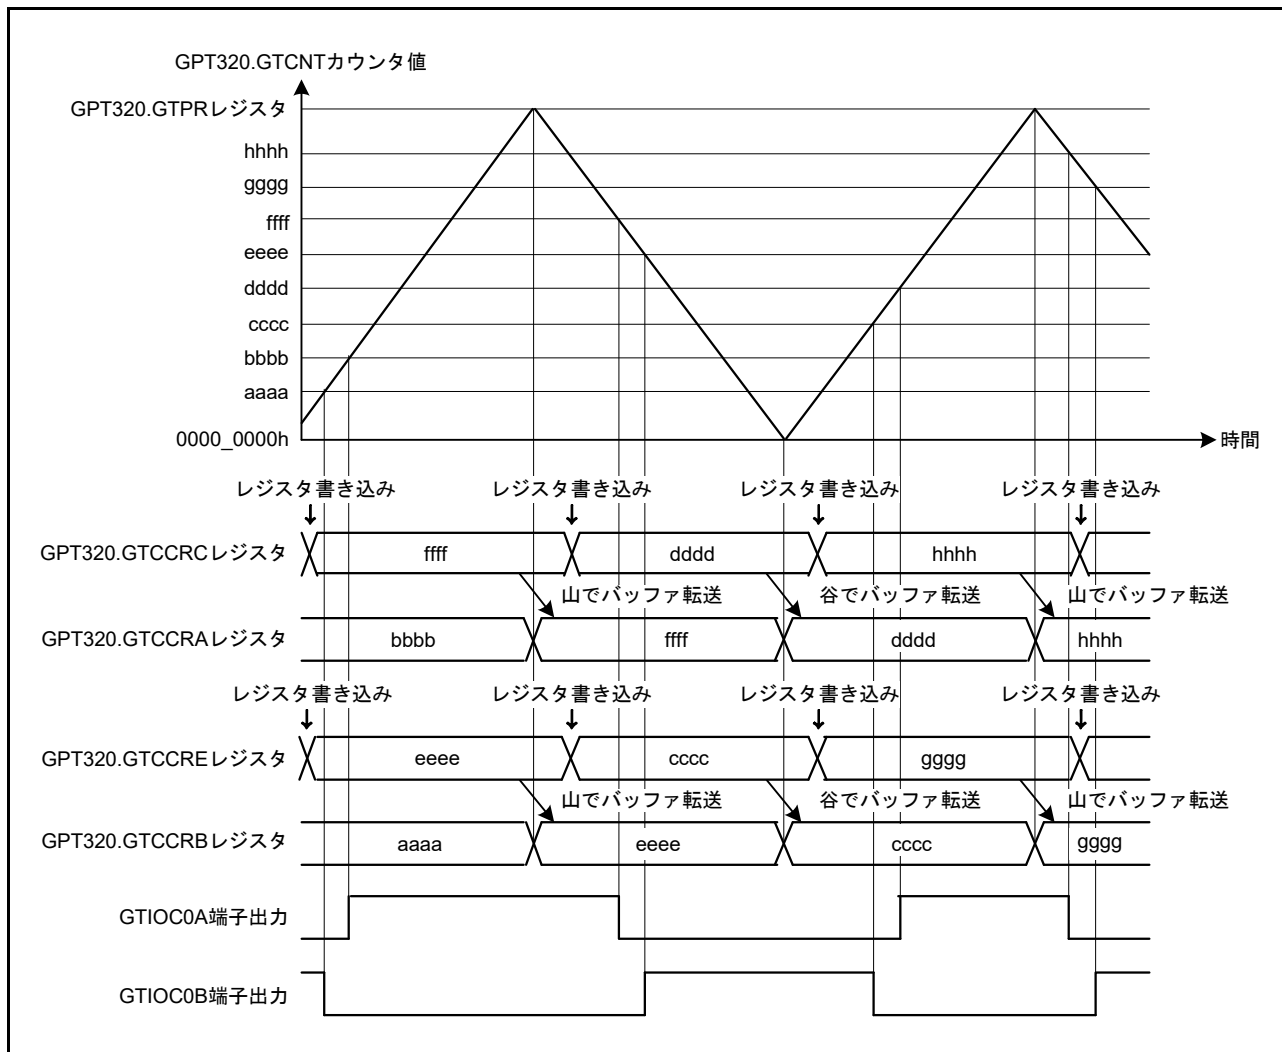 GPT320.GTCNTカウンタ値
GPT320.GTPRレジスタ
hhhh
gggg
ffff
eeee
dddd
cccc
bbbb
aaaa
0000_0000h
時間
レジスタ書き込み レジスタ書き込み レジスタ書き込み レジスタ書き込み
GPT320.GTCCRCレジスタ ffff dddd hhhh
山でバッファ転送 谷でバッファ転送 山でバッファ転送
GPT320.GTCCRAレジスタ bbbb ffff dddd hhhh
レジスタ書き込み レジスタ書き込み レジスタ書き込み レジスタ書き込み
GPT320.GTCCREレジスタ eeee cccc gggg
山でバッファ転送 谷でバッファ転送 山でバッファ転送
GPT320.GTCCRBレジスタ aaaa eeee cccc gggg
GTIOC0A端子出力
GTIOC0B端子出力